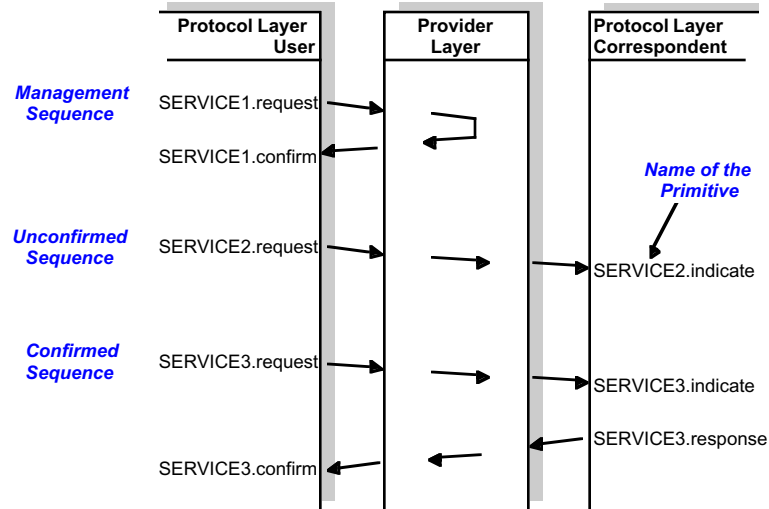 Protocol Layer
User
Provider
Layer
Protocol Layer
Correspondent
Management
Sequence
SERVICE1.request
SERVICE1.confirm
Name of the
Primitive
Unconfirmed
Sequence
SERVICE2.request
SERVICE2.indicate
Confirmed
Sequence
SERVICE3.request
SERVICE3.indicate
SERVICE3.response
SERVICE3.confirm